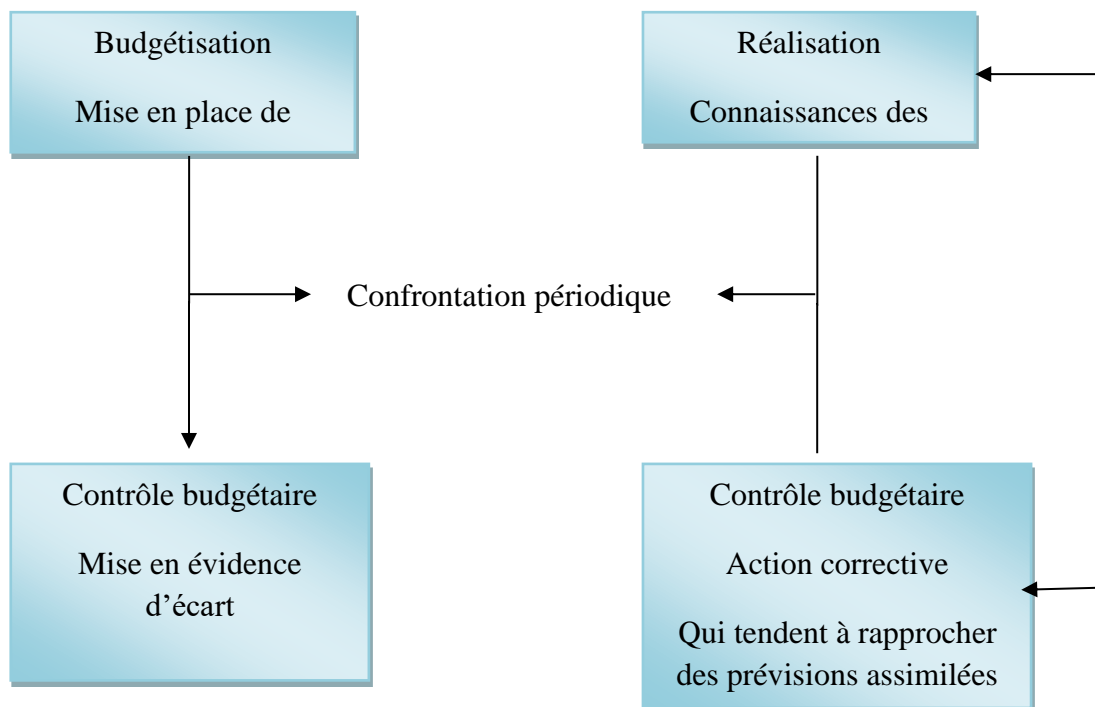 Budgétisation
Mise en place de
Réalisation
Connaissances des
Confrontation périodique
Contrôle budgétaire
Mise en évidence
d’écart
Contrôle budgétaire
Action corrective
Qui tendent à rapprocher
des prévisions assimilées